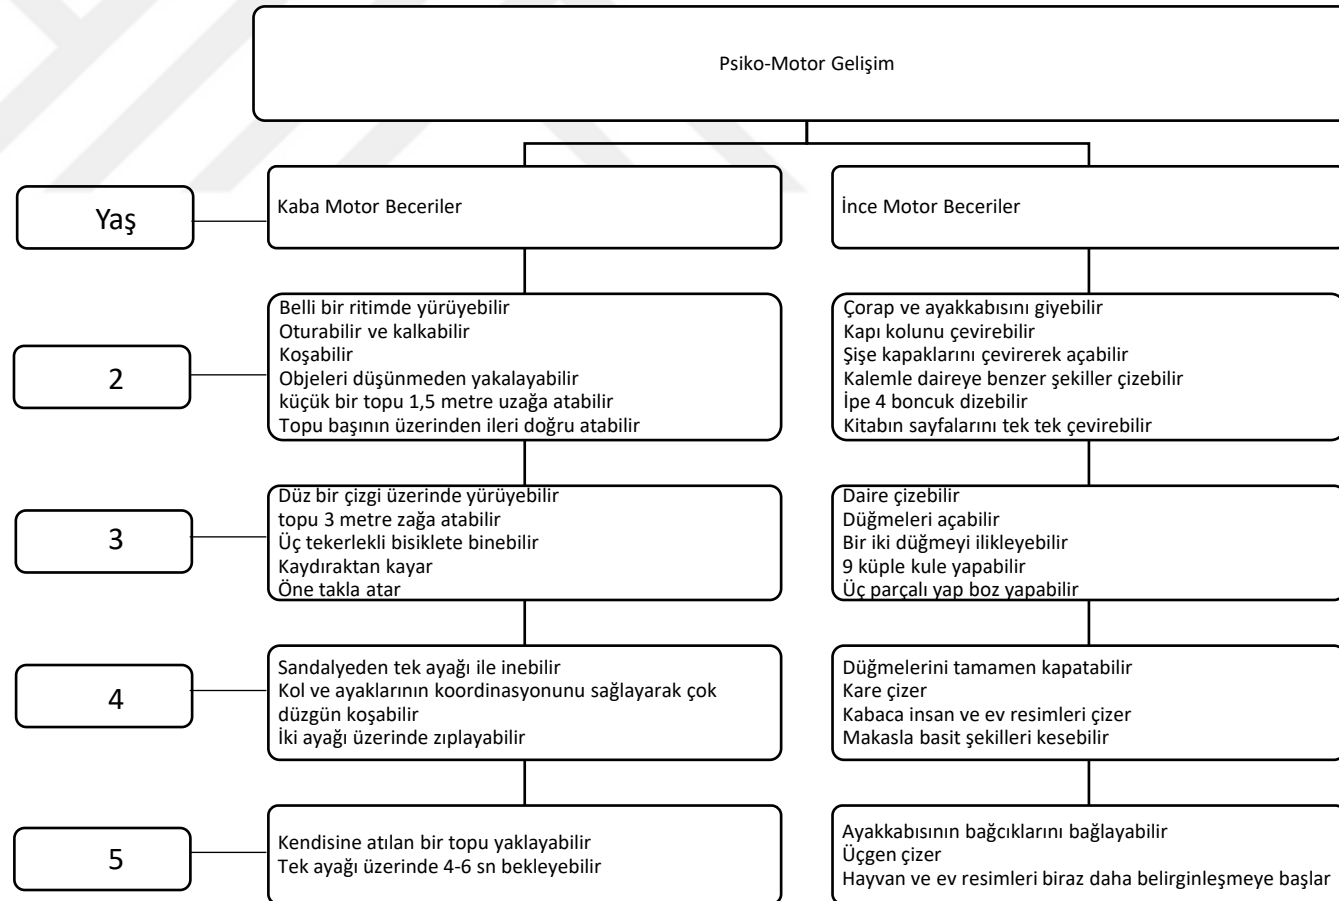 Psiko-Motor Gelişim
Yaş
Kaba Motor Beceriler
İnce Motor Beceriler
2
Belli bir ritimde yürüyebilir
Oturabilir ve kalkabilir
Koşabilir
Objeleri düşünmeden yakalayabilir
küçük bir topu 1,5 metre uzağa atabilir
Topu başının üzerinden ileri doğru atabilir
Çorap ve ayakkabısını giyebilir
Kapı kolunu çevirebilir
Şişe kapaklarını çevirerek açabilir
Kalemle daireye benzer şekiller çizebilir
İpe 4 boncuk dizebilir
Kitabın sayfalarını tek tek çevirebilir
3
Düz bir çizgi üzerinde yürüyebilir
topu 3 metre zağa atabilir
Üç tekerlekli bisiklete binebilir
Kaydıraktan kayar
Öne takla atar
Daire çizebilir
Düğmeleri açabilir
Bir iki düğmeyi ilikleyebilir
9 küple kule yapabilir
Üç parçalı yap boz yapabilir
4
Sandalyeden tek ayağı ile inebilir
Kol ve ayaklarının koordinasyonunu sağlayarak çok
düzgün koşabilir
İki ayağı üzerinde zıplayabilir
Düğmelerini tamamen kapatabilir
Kare çizer
Kabaca insan ve ev resimleri çizer
Makasla basit şekilleri kesebilir
5
Kendisine atılan bir topu yaklayabilir
Tek ayağı üzerinde 4-6 sn bekleyebilir
Ayakkabısının bağcıklarını bağlayabilir
Üçgen çizer
Hayvan ve ev resimleri biraz daha belirginleşmeye başlar